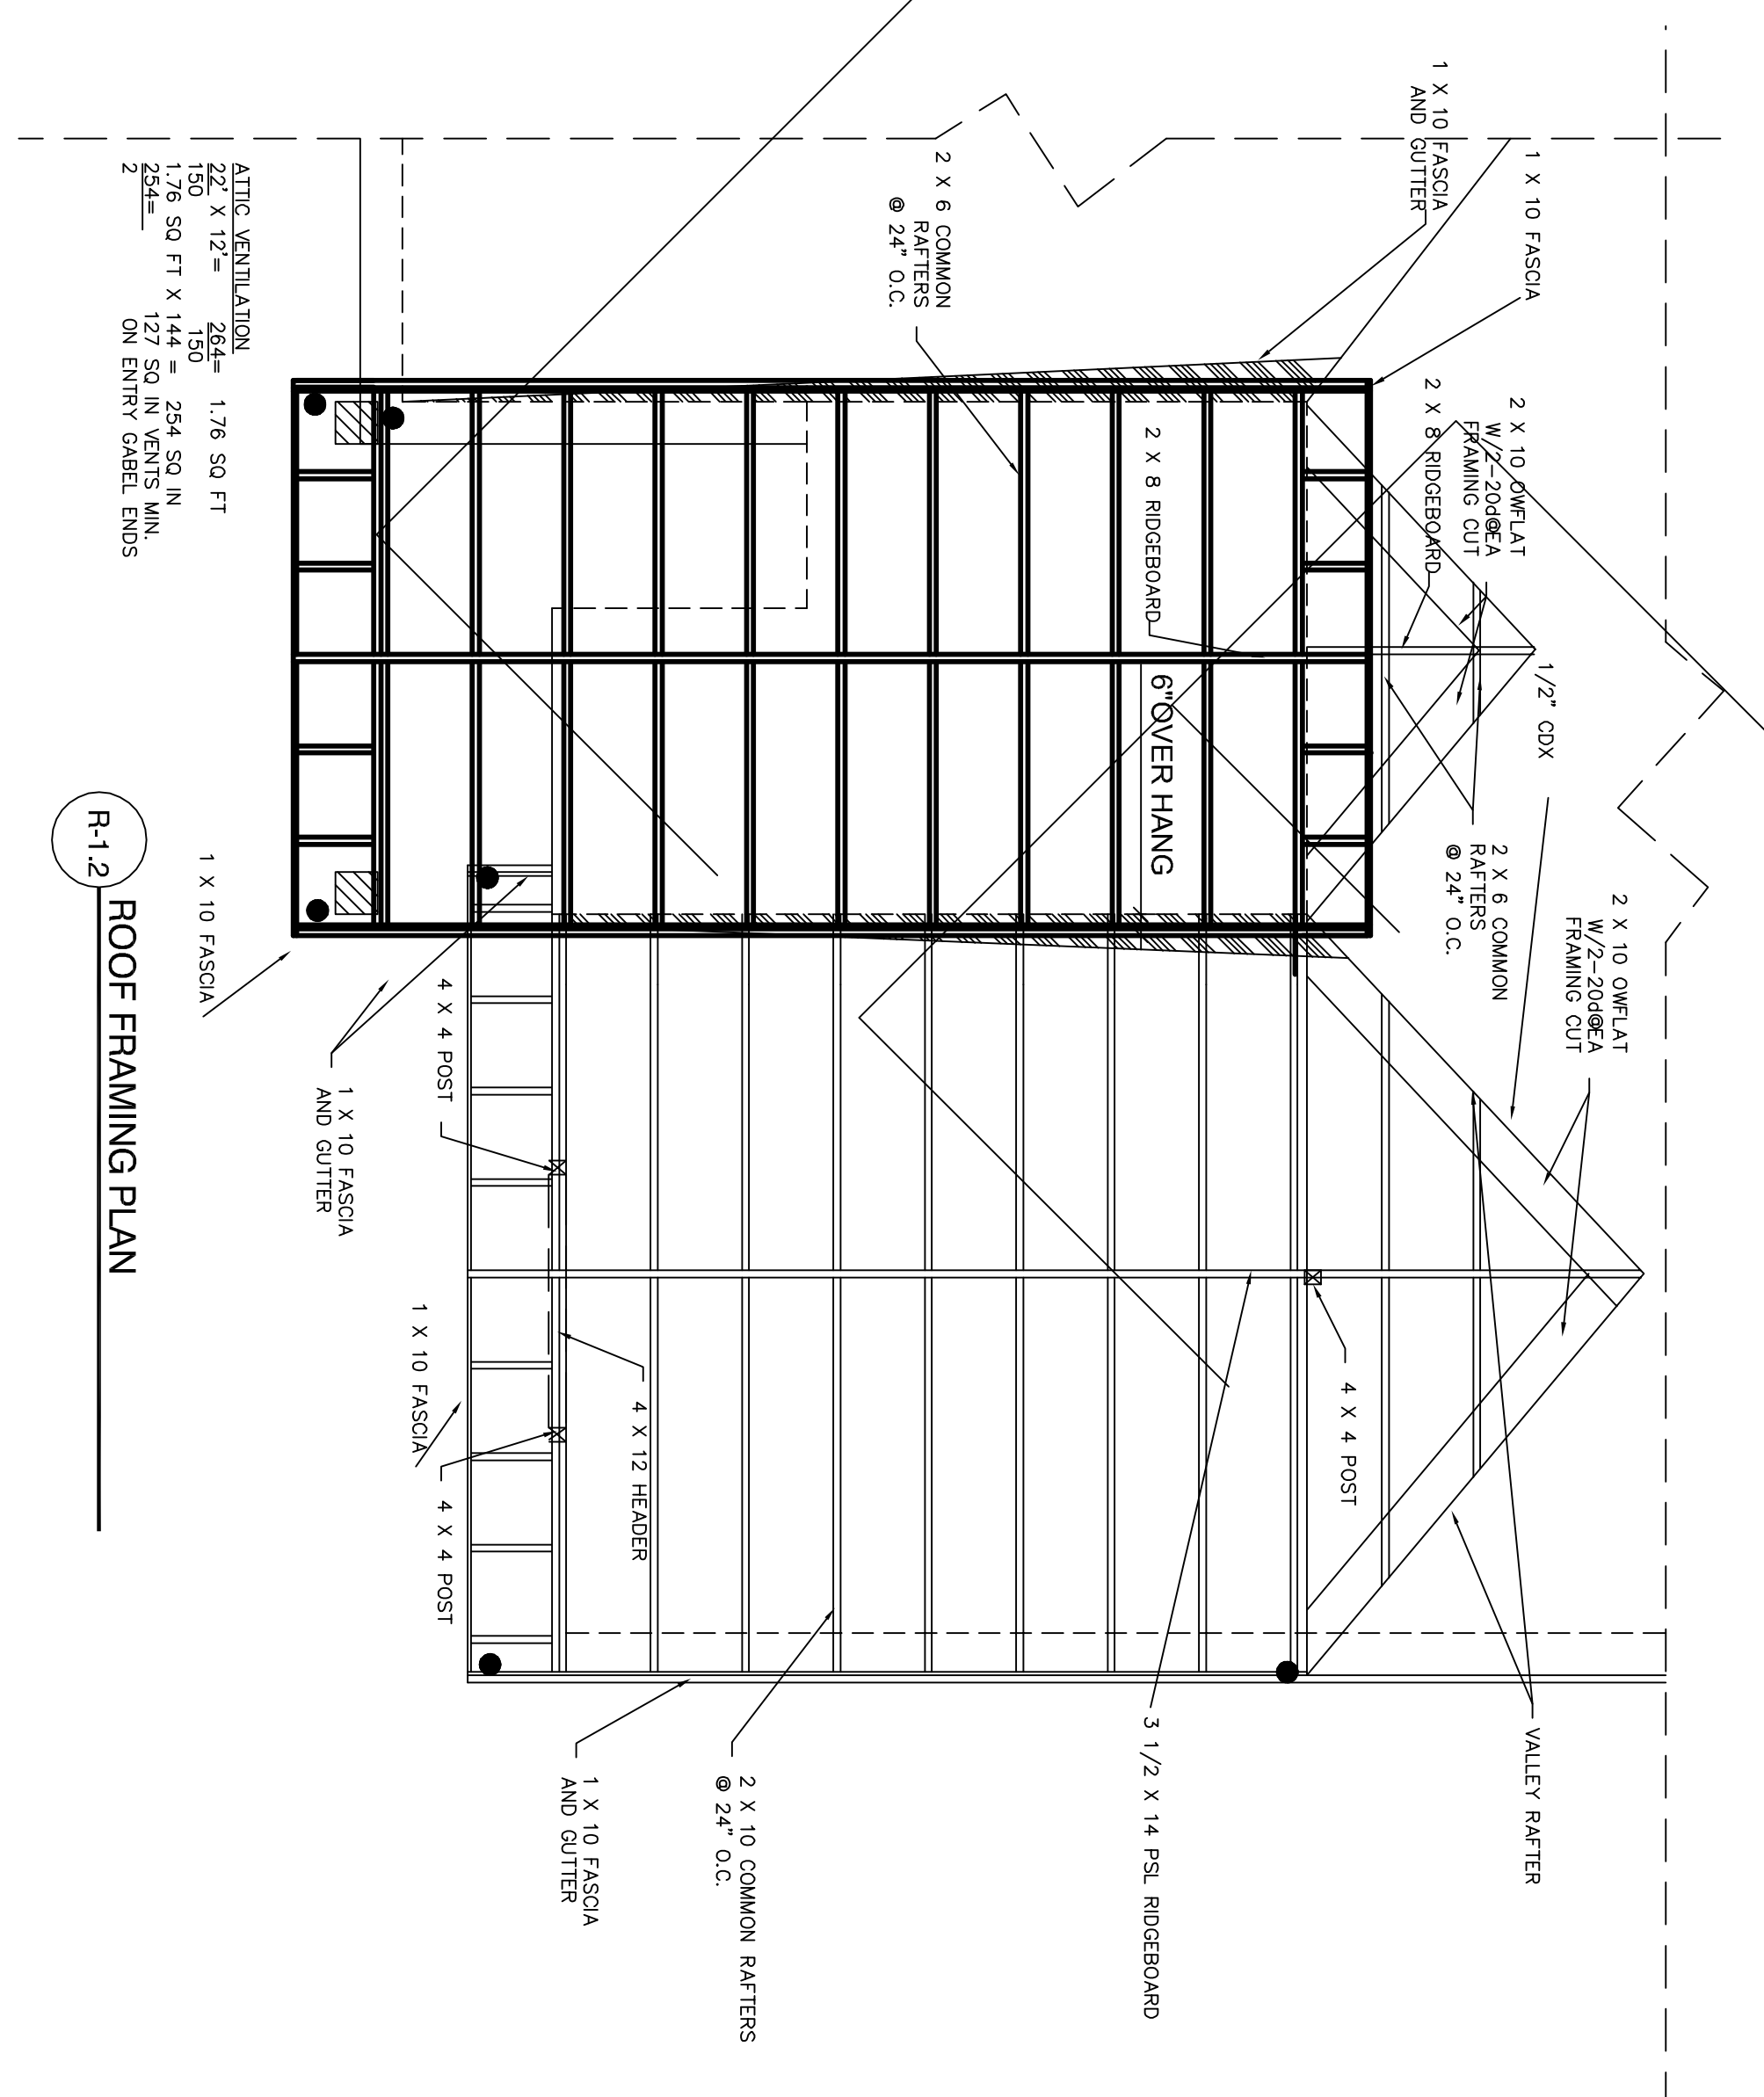 1 X 10 FASCIA
AND GUTTER
1 X 10 FASCIA
2 X 6 COMMON
RAFTERS
@ 24" O.C.
2 X 10 OWFLAT
W/2-20d@EA
FRAMING CUT
2 X 8 RIDGEBOARD
2 X 8 RIDGEBOARD
1/2" CDX
6"OVER HANG
2 X 6 COMMON
RAFTERS
@ 24" O.C.
2 X 10 OWFLAT
W/2-20d@EA
FRAMING CUT
ATTIC VENTILATION
22' X 12'= 264= 1.76 SQ FT
150 150
1.76 SQ FT X 144 = 254 SQ IN
254= 127 SQ IN VENTS MIN.
2 ON ENTRY GABEL ENDS
1 X 10 FASCIA
4 X 4 POST
1 X 10 FASCIA
AND GUTTER
1 X 10 FASCIA
4 X 12 HEADER
4 X 4 POST
4 X 4 POST
3 1/2 X 14 PSL RIDGEBOARD
VALLEY RAFTER
2 X 10 COMMON RAFTERS
@ 24" O.C.
1 X 10 FASCIA
AND GUTTER
R-1.2
ROOF FRAMING PLAN